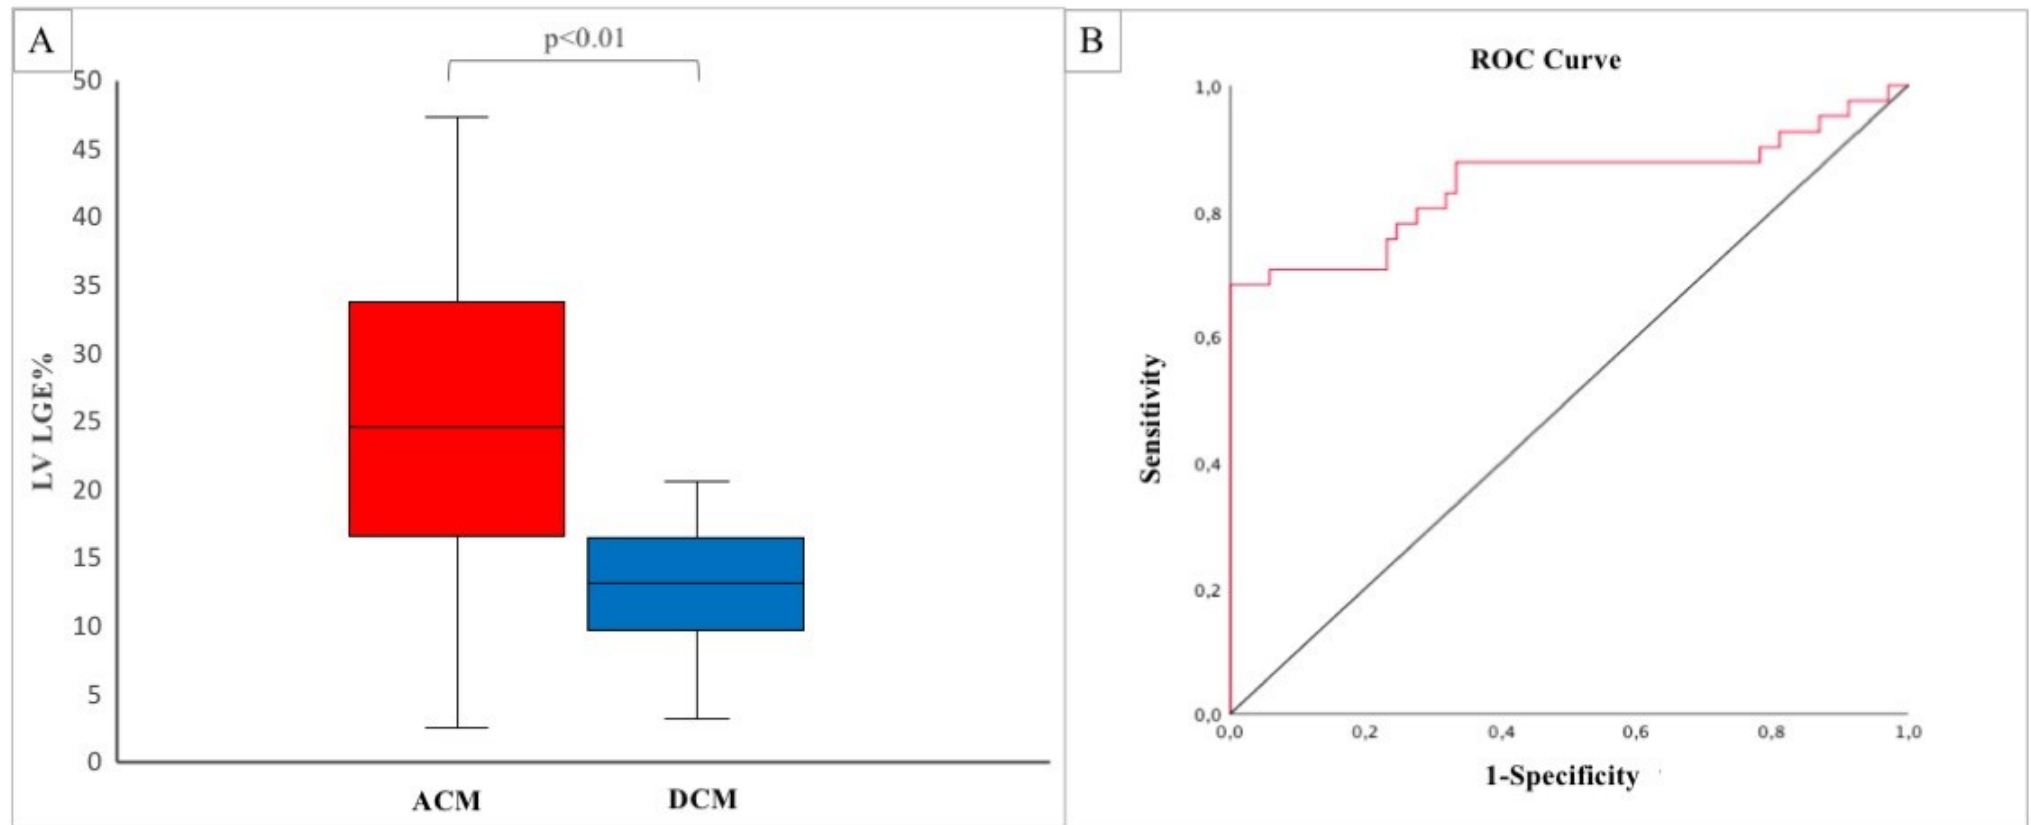 A
p<0.01
50
45
40
35
30
25
20
15
10
5
0
LV LGE%
ACM DCM
B
ROC Curve
1,0
0,8
0,6
0,4
0,2
0,0
Sensitivity
0,0 0,2 0,4 0,6 0,8 1,0
1-Specificity